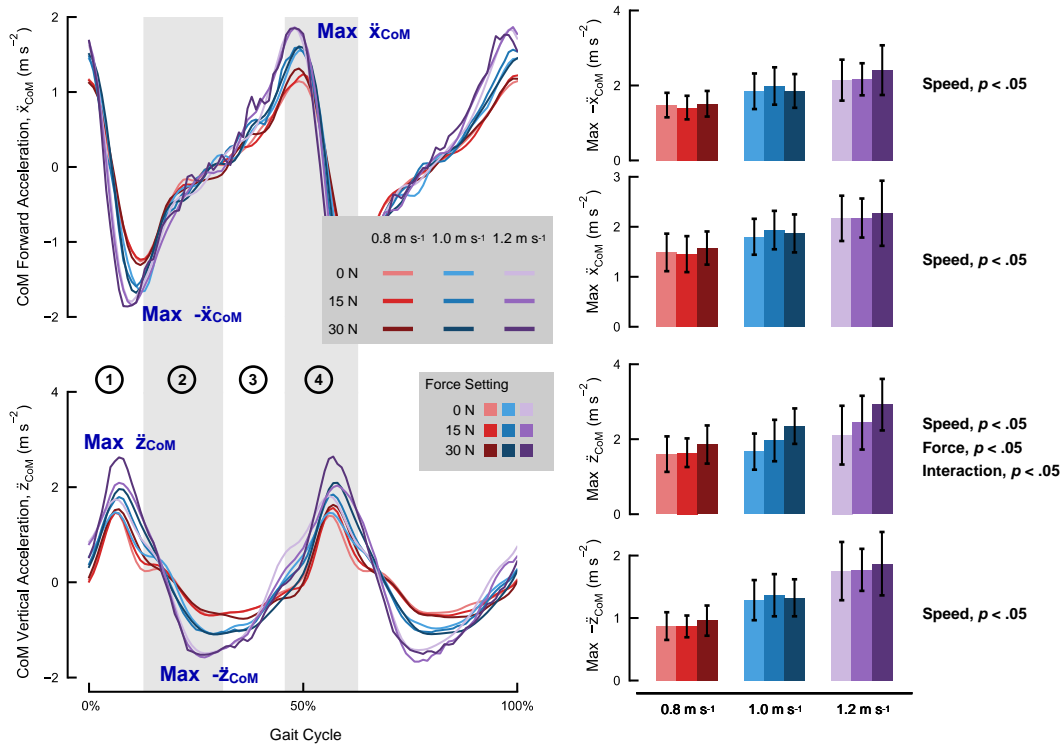 CoM Forward Acceleration, ẍCoM (m s⁻²)
2
1
0
−1
−2
Max ẍCoM
Max -ẍCoM
0.8 m s-¹ 1.0 m s-¹ 1.2 m s-¹
0 N
15 N
30 N
1 2 3 4
CoM Vertical Acceleration, z̈CoM (m s⁻²)
4
2
0
−2
Max z̈CoM
Max -z̈CoM
Force Setting
0 N
15 N
30 N
0% 50% 100%
Gait Cycle
Max -ẍCoM (m s⁻²)
4
2
0
Speed, p < .05
Max ẍCoM (m s⁻²)
3
2
1
0
Speed, p < .05
Max z̈CoM (m s⁻²)
4
2
0
Speed, p < .05
Force, p < .05
Interaction, p < .05
Max -z̈CoM (m s⁻²)
2
1
0
Speed, p < .05
0.8 m s-¹ 1.0 m s-¹ 1.2 m s-¹